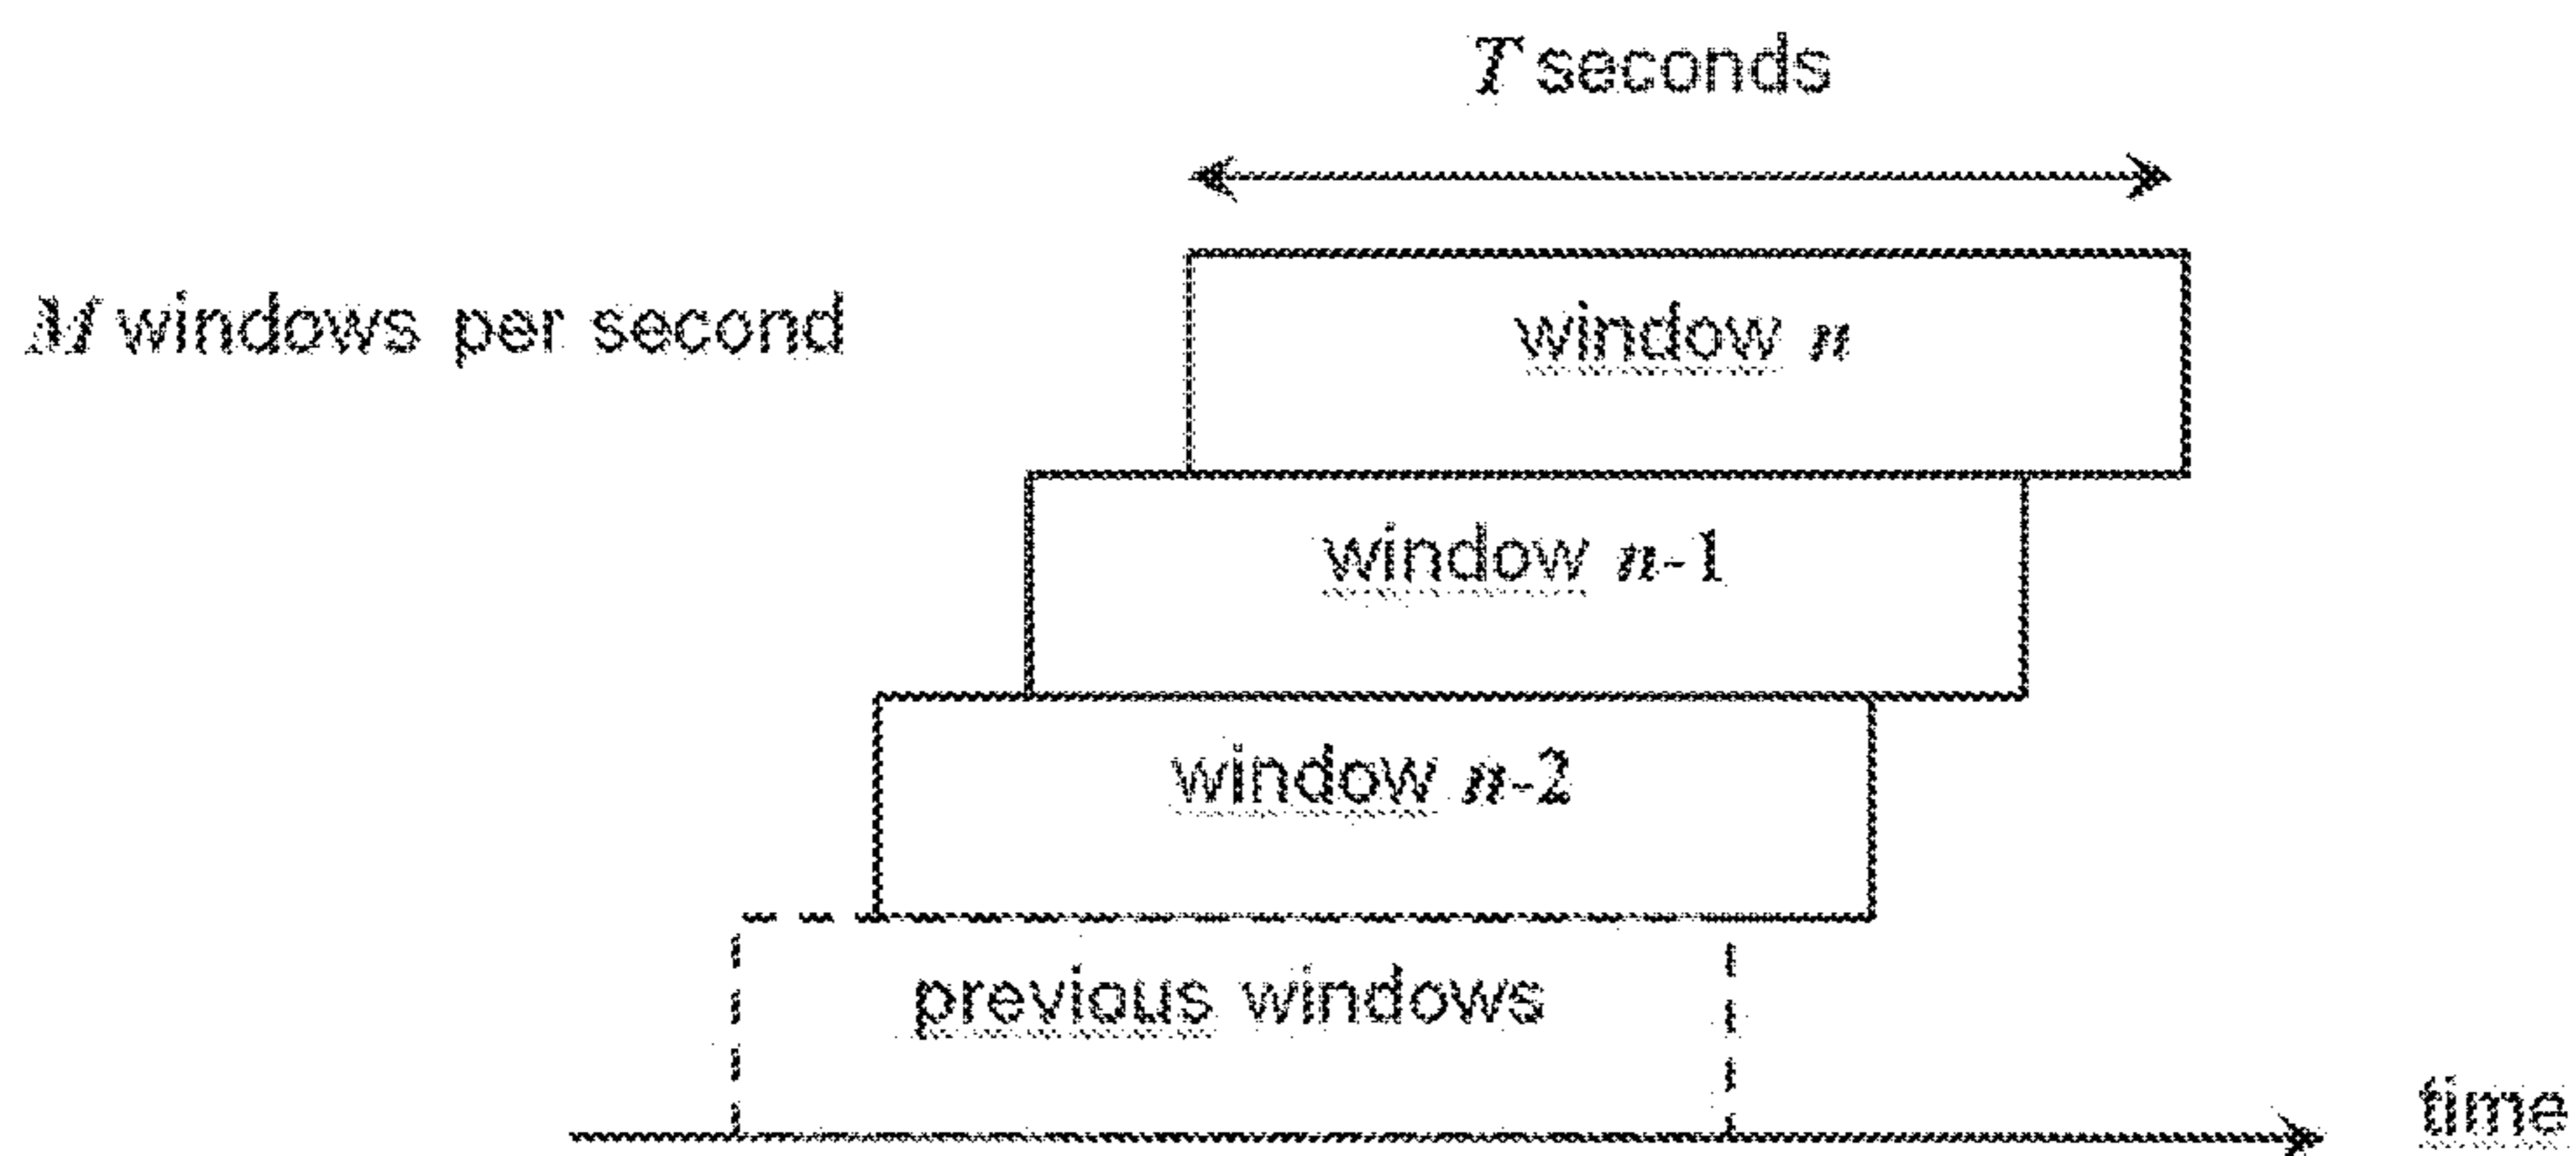 T seconds
M windows per second
window n
window n-1
window n-2
previous windows
time